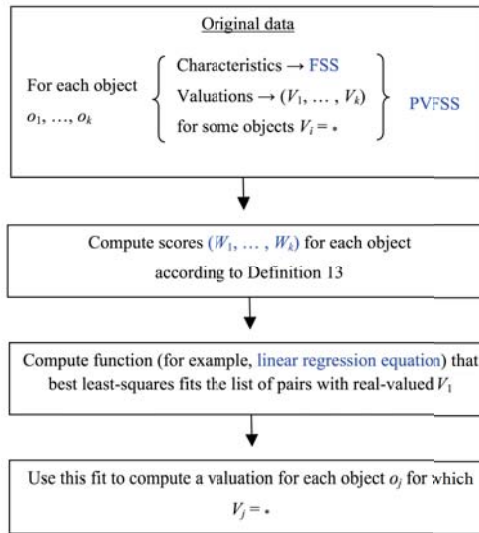 Original data
For each object
o₁, …, oₖ
Characteristics → FSS
Valuations → (V₁, … , Vₖ)
for some objects Vᵢ = *
PVFSS
Compute scores (W₁, … , Wₖ) for each object
according to Definition 13
Compute function (for example, linear regression equation) that
best least-squares fits the list of pairs with real-valued V₁
Use this fit to compute a valuation for each object oⱼ for which
Vⱼ = *